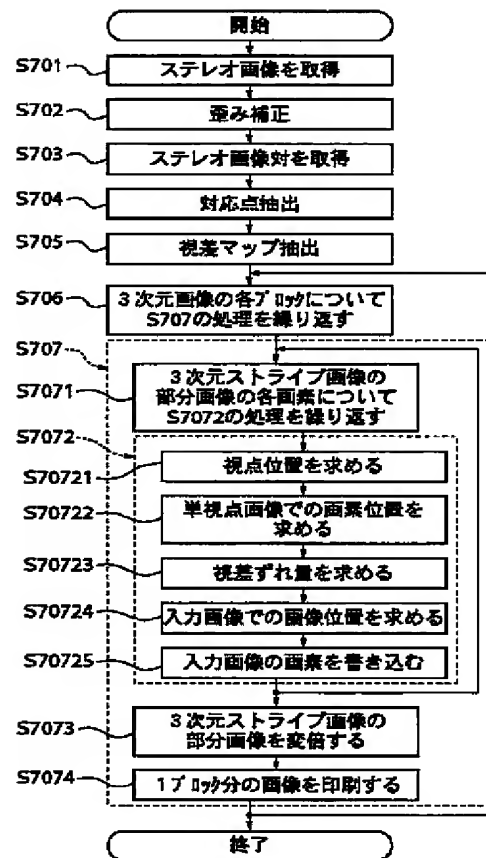 開始
S701
ステレオ画像を取得
S702
歪み補正
S703
ステレオ画像対を取得
S704
対応点抽出
S705
視差マップ抽出
S706
3次元画像の各ブロックについて
S707の処理を繰り返す
S707
S7071
3次元ストライプ画像の
部分画像の各画素について
S7072の処理を繰り返す
S7072
S70721
視点位置を求める
S70722
単視点画像での画素位置を
求める
S70723
視差ずれ量を求める
S70724
入力画像での画像位置を求める
S70725
入力画像の画素を書き込む
S7073
3次元ストライプ画像の
部分画像を変倍する
S7074
1ブロック分の画像を印刷する
終了